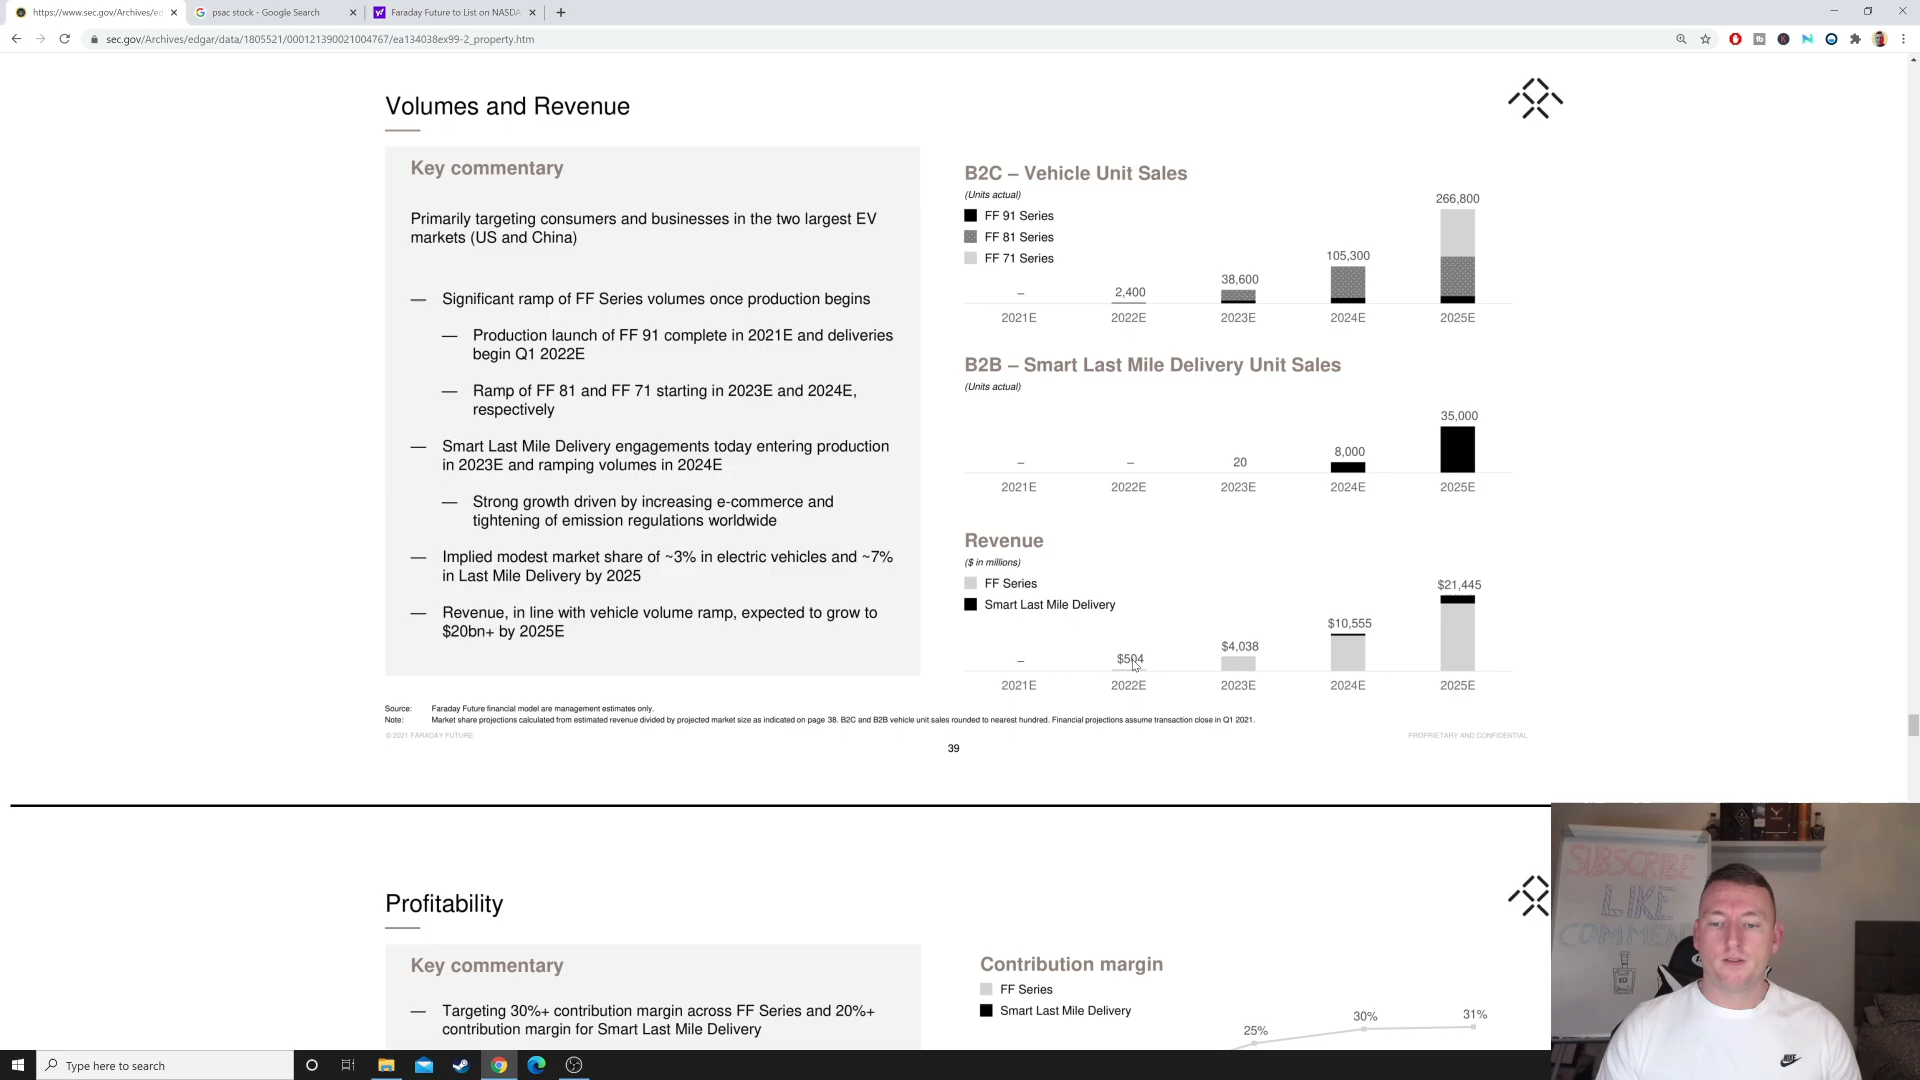 https://www.sec.gov/Archives/ed
psac stock - Google Search
Faraday Future to List on NASDA
sec.gov/Archives/edgar/data/1805521/000121390021004767/ea134038ex99-2_property.htm
Volumes and Revenue
Key commentary
Primarily targeting consumers and businesses in the two largest EV
markets (US and China)
— Significant ramp of FF Series volumes once production begins
— Production launch of FF 91 complete in 2021E and deliveries
begin Q1 2022E
— Ramp of FF 81 and FF 71 starting in 2023E and 2024E,
respectively
— Smart Last Mile Delivery engagements today entering production
in 2023E and ramping volumes in 2024E
— Strong growth driven by increasing e-commerce and
tightening of emission regulations worldwide
— Implied modest market share of ~3% in electric vehicles and ~7%
in Last Mile Delivery by 2025
— Revenue, in line with vehicle volume ramp, expected to grow to
$20bn+ by 2025E
B2C – Vehicle Unit Sales
(Units actual)
FF 91 Series
FF 81 Series
FF 71 Series
– 2,400 38,600 105,300 266,800
2021E 2022E 2023E 2024E 2025E
B2B – Smart Last Mile Delivery Unit Sales
(Units actual)
– – 20 8,000 35,000
2021E 2022E 2023E 2024E 2025E
Revenue
($ in millions)
FF Series
Smart Last Mile Delivery
– $504 $4,038 $10,555 $21,445
2021E 2022E 2023E 2024E 2025E
Source: Faraday Future financial model are management estimates only.
Note: Market share projections calculated from estimated revenue divided by projected market size as indicated on page 38. B2C and B2B vehicle unit sales rounded to nearest hundred. Financial projections assume transaction close in Q1 2021.
© 2021 FARADAY FUTURE
PROPRIETARY AND CONFIDENTIAL
39
Profitability
Key commentary
— Targeting 30%+ contribution margin across FF Series and 20%+
contribution margin for Smart Last Mile Delivery
Contribution margin
FF Series
Smart Last Mile Delivery
25% 30% 31%
SUBSCRIBE
LIKE
COMMEN
NIKE
Type here to search